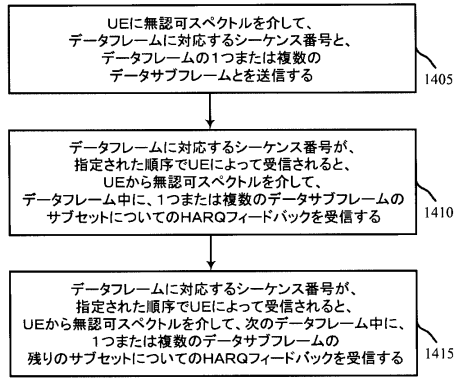 UEに無認可スペクトルを介して、
データフレームに対応するシーケンス番号と、
データフレームの1つまたは複数の
データサブフレームとを送信する
1405
データフレームに対応するシーケンス番号が、
指定された順序でUEによって受信されると、
UEから無認可スペクトルを介して、
データフレーム中に、1つまたは複数のデータサブフレームの
サブセットについてのHARQフィードバックを受信する
1410
データフレームに対応するシーケンス番号が、
指定された順序でUEによって受信されると、
UEから無認可スペクトルを介して、次のデータフレーム中に、
1つまたは複数のデータサブフレームの
残りのサブセットについてのHARQフィードバックを受信する
1415